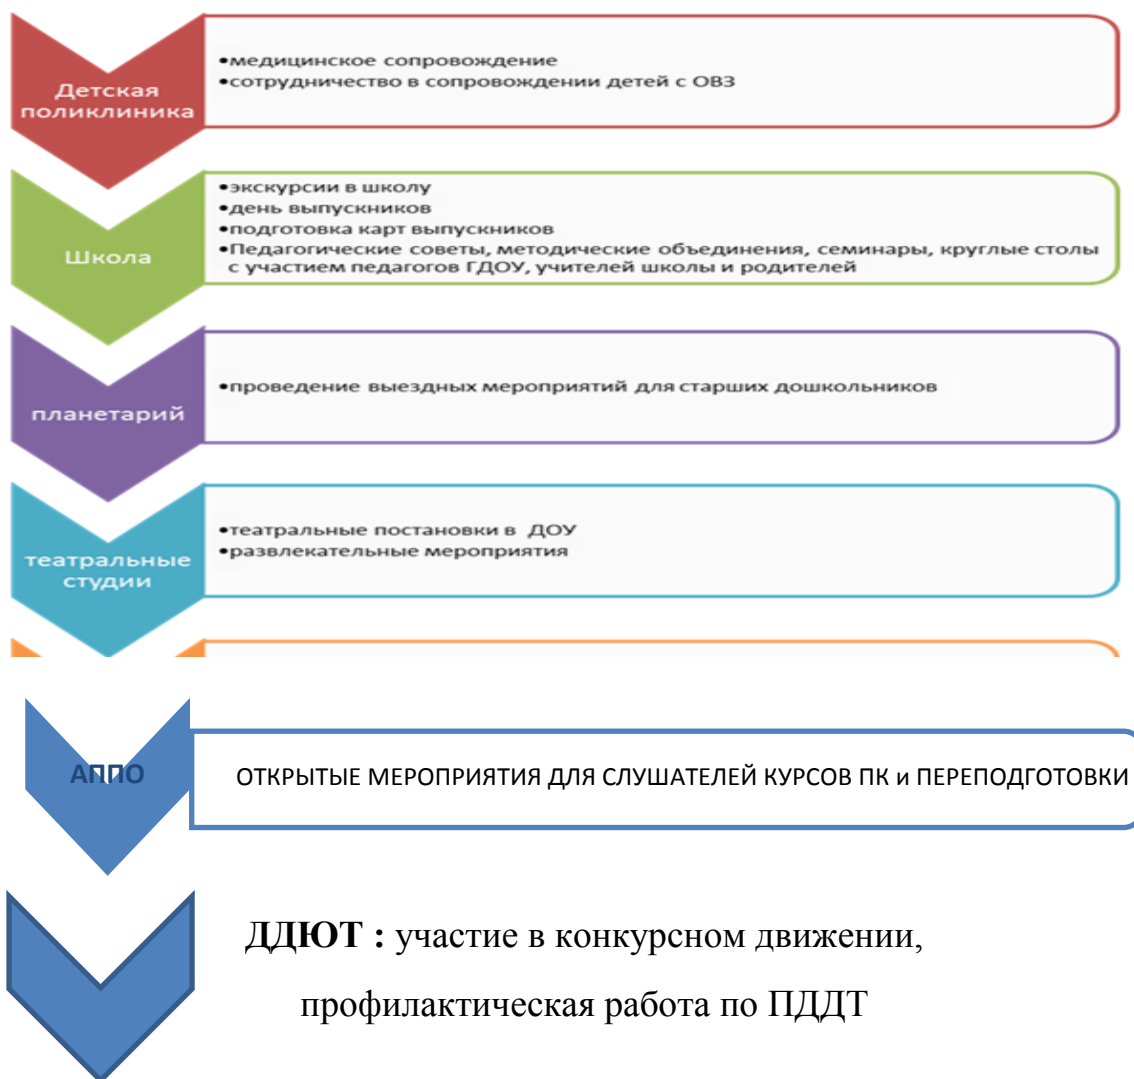 Детская
поликлиника
•медицинское сопровождение
•сотрудничество в сопровождении детей с ОВЗ
Школа
•экскурсии в школу
•день выпускников
•подготовка карт выпускников
•Педагогические советы, методические объединения, семинары, круглые столы
с участием педагогов ГДОУ, учителей школы и родителей
планетарий
•проведение выездных мероприятий для старших дошкольников
театральные
студии
•театральные постановки в ДОУ
•развлекательные мероприятия
АППО
ОТКРЫТЫЕ МЕРОПРИЯТИЯ ДЛЯ СЛУШАТЕЛЕЙ КУРСОВ ПК и ПЕРЕПОДГОТОВКИ
ДДЮТ : участие в конкурсном движении,
профилактическая работа по ПДДТ